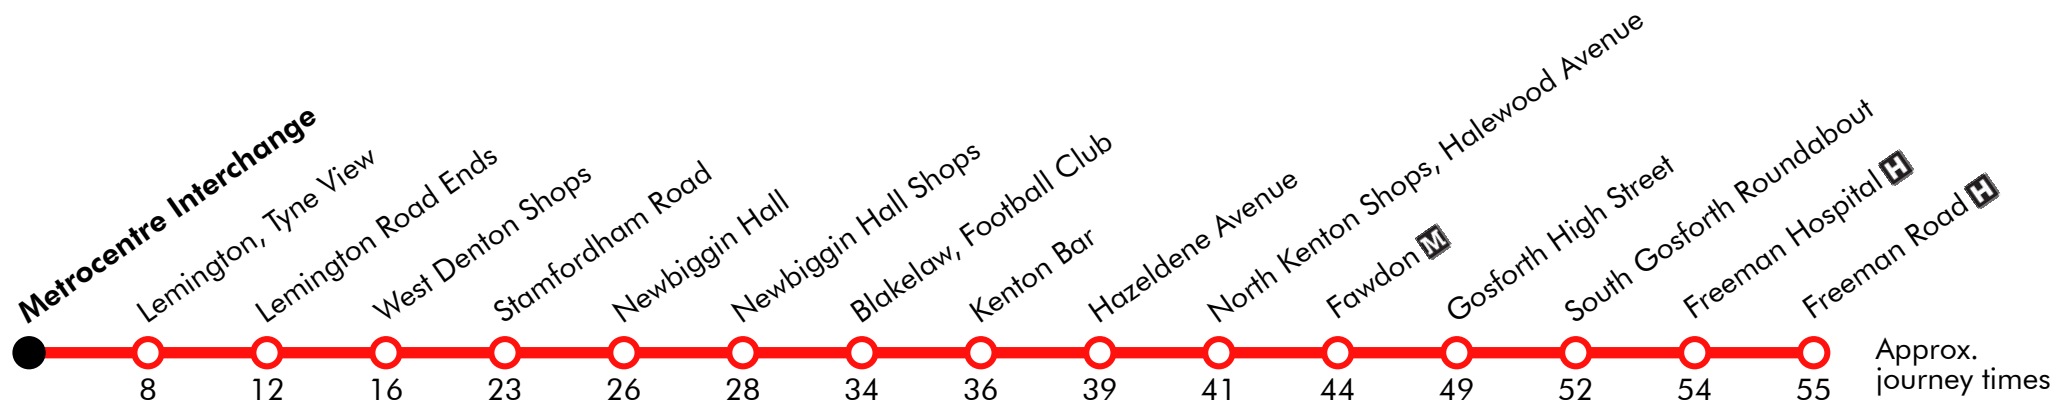 Metrocentre Interchange
Lemington, Tyne View
Lemington Road Ends
West Denton Shops
Stamfordham Road
Newbiggin Hall
Newbiggin Hall Shops
Blakelaw, Football Club
Kenton Bar
Hazeldene Avenue
North Kenton Shops, Halewood Avenue
Fawdon M
Gosforth High Street
South Gosforth Roundabout
Freeman Hospital H
Freeman Road H
8 12 16 23 26 28 34 36 39 41 44 49 52 54 55
Approx.
journey times